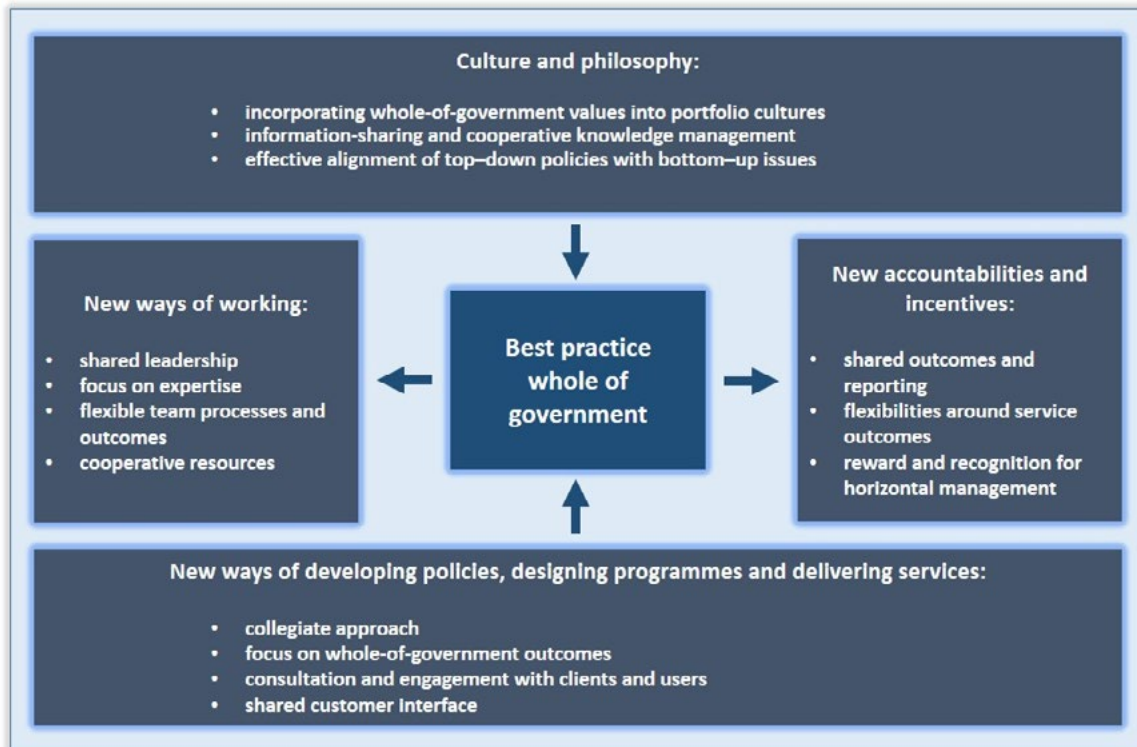 Culture and philosophy:
• incorporating whole-of-government values into portfolio cultures
• information-sharing and cooperative knowledge management
• effective alignment of top–down policies with bottom–up issues
New ways of working:
• shared leadership
• focus on expertise
• flexible team processes and
outcomes
• cooperative resources
Best practice
whole of
government
New accountabilities and
incentives:
• shared outcomes and
reporting
• flexibilities around service
outcomes
• reward and recognition for
horizontal management
New ways of developing policies, designing programmes and delivering services:
• collegiate approach
• focus on whole-of-government outcomes
• consultation and engagement with clients and users
• shared customer interface